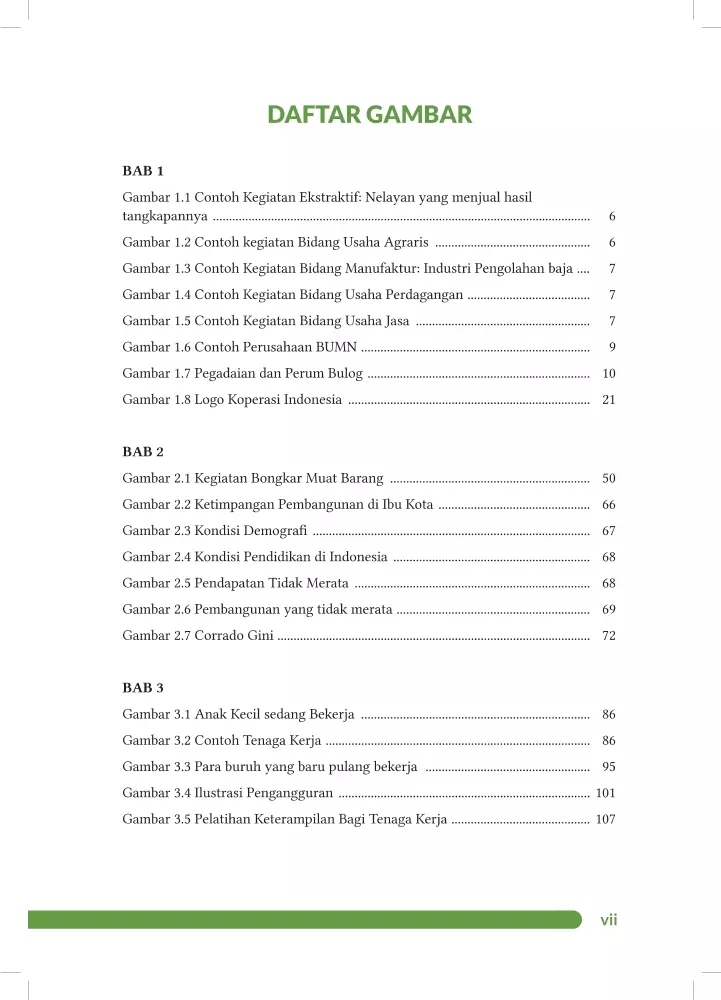 DAFTAR GAMBAR
BAB 1
Gambar 1.1 Contoh Kegiatan Ekstraktif: Nelayan yang menjual hasil
tangkapannya ..................................................................................................................... 6
Gambar 1.2 Contoh kegiatan Bidang Usaha Agraris ................................................ 6
Gambar 1.3 Contoh Kegiatan Bidang Manufaktur: Industri Pengolahan baja .... 7
Gambar 1.4 Contoh Kegiatan Bidang Usaha Perdagangan ...................................... 7
Gambar 1.5 Contoh Kegiatan Bidang Usaha Jasa ...................................................... 7
Gambar 1.6 Contoh Perusahaan BUMN ....................................................................... 9
Gambar 1.7 Pegadaian dan Perum Bulog ..................................................................... 10
Gambar 1.8 Logo Koperasi Indonesia ........................................................................... 21
BAB 2
Gambar 2.1 Kegiatan Bongkar Muat Barang .............................................................. 50
Gambar 2.2 Ketimpangan Pembangunan di Ibu Kota ............................................... 66
Gambar 2.3 Kondisi Demografi ...................................................................................... 67
Gambar 2.4 Kondisi Pendidikan di Indonesia ............................................................. 68
Gambar 2.5 Pendapatan Tidak Merata ......................................................................... 68
Gambar 2.6 Pembangunan yang tidak merata ............................................................ 69
Gambar 2.7 Corrado Gini ................................................................................................. 72
BAB 3
Gambar 3.1 Anak Kecil sedang Bekerja ....................................................................... 86
Gambar 3.2 Contoh Tenaga Kerja .................................................................................. 86
Gambar 3.3 Para buruh yang baru pulang bekerja ................................................... 95
Gambar 3.4 Ilustrasi Pengangguran .............................................................................. 101
Gambar 3.5 Pelatihan Keterampilan Bagi Tenaga Kerja ........................................... 107
vii